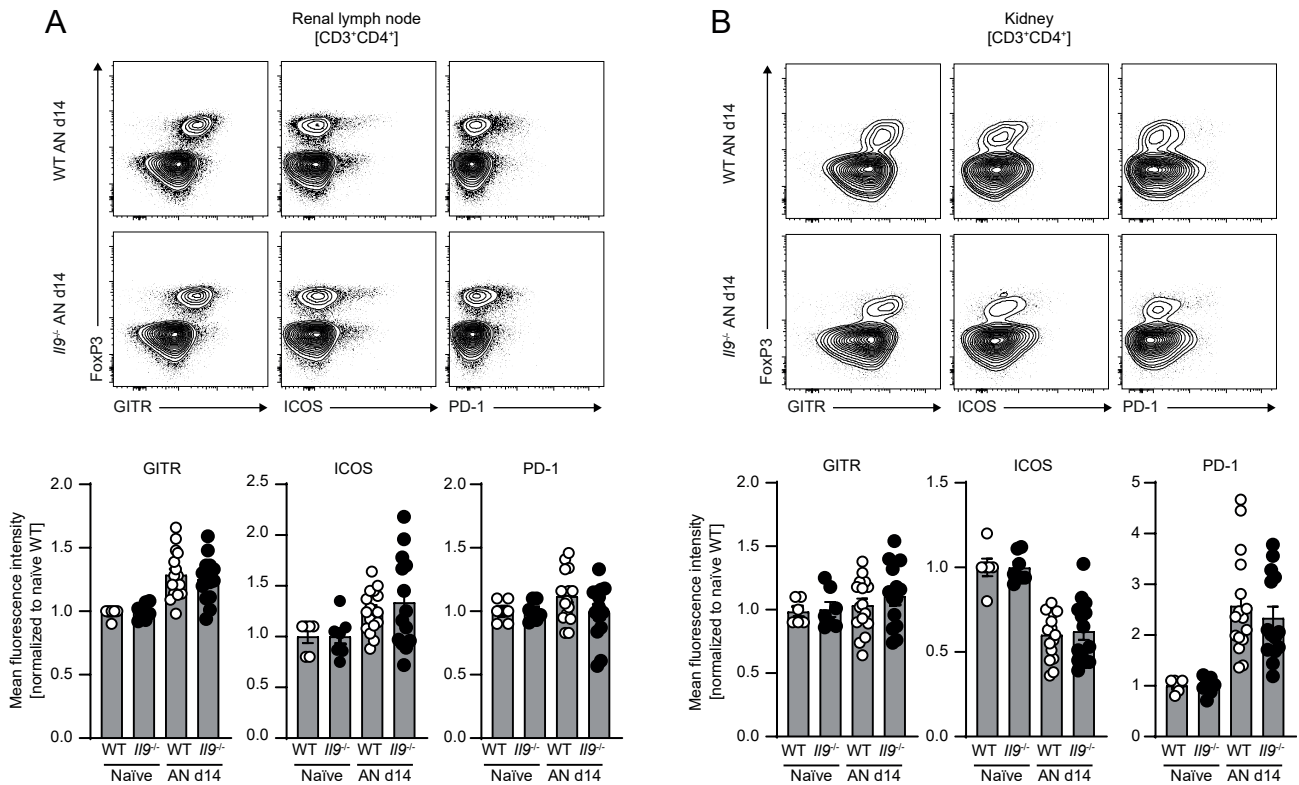 A
Renal lymph node
[CD3⁺CD4⁺]
WT AN d14
Il9⁻/⁻ AN d14
FoxP3
GITR
ICOS
PD-1
GITR
ICOS
PD-1
Mean fluorescence intensity
[normalized to naïve WT]
2.0
1.5
1.0
0.5
0.0
2.5
2.0
1.5
1.0
0.5
0.0
2.0
1.5
1.0
0.5
0.0
WT Il9⁻/⁻ WT Il9⁻/⁻
Naïve AN d14
WT Il9⁻/⁻ WT Il9⁻/⁻
Naïve AN d14
WT Il9⁻/⁻ WT Il9⁻/⁻
Naïve AN d14
B
Kidney
[CD3⁺CD4⁺]
WT AN d14
Il9⁻/⁻ AN d14
FoxP3
GITR
ICOS
PD-1
GITR
ICOS
PD-1
Mean fluorescence intensity
[normalized to naïve WT]
2.0
1.5
1.0
0.5
0.0
1.5
1.0
0.5
0.0
5
4
3
2
1
0
WT Il9⁻/⁻ WT Il9⁻/⁻
Naïve AN d14
WT Il9⁻/⁻ WT Il9⁻/⁻
Naïve AN d14
WT Il9⁻/⁻ WT Il9⁻/⁻
Naïve AN d14